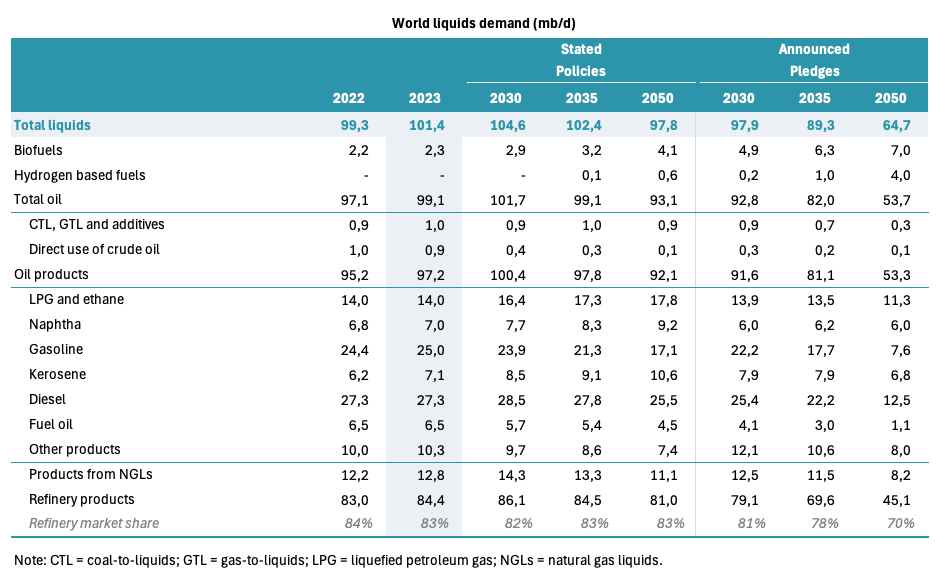 World liquids demand (mb/d)
Stated Announced
Policies Pledges
2022 2023 2030 2035 2050 2030 2035 2050
Total liquids 99,3 101,4 104,6 102,4 97,8 97,9 89,3 64,7
Biofuels 2,2 2,3 2,9 3,2 4,1 4,9 6,3 7,0
Hydrogen based fuels - - - 0,1 0,6 0,2 1,0 4,0
Total oil 97,1 99,1 101,7 99,1 93,1 92,8 82,0 53,7
CTL, GTL and additives 0,9 1,0 0,9 1,0 0,9 0,9 0,7 0,3
Direct use of crude oil 1,0 0,9 0,4 0,3 0,1 0,3 0,2 0,1
Oil products 95,2 97,2 100,4 97,8 92,1 91,6 81,1 53,3
LPG and ethane 14,0 14,0 16,4 17,3 17,8 13,9 13,5 11,3
Naphtha 6,8 7,0 7,7 8,3 9,2 6,0 6,2 6,0
Gasoline 24,4 25,0 23,9 21,3 17,1 22,2 17,7 7,6
Kerosene 6,2 7,1 8,5 9,1 10,6 7,9 7,9 6,8
Diesel 27,3 27,3 28,5 27,8 25,5 25,4 22,2 12,5
Fuel oil 6,5 6,5 5,7 5,4 4,5 4,1 3,0 1,1
Other products 10,0 10,3 9,7 8,6 7,4 12,1 10,6 8,0
Products from NGLs 12,2 12,8 14,3 13,3 11,1 12,5 11,5 8,2
Refinery products 83,0 84,4 86,1 84,5 81,0 79,1 69,6 45,1
Refinery market share 84% 83% 82% 83% 83% 81% 78% 70%
Note: CTL = coal-to-liquids; GTL = gas-to-liquids; LPG = liquefied petroleum gas; NGLs = natural gas liquids.